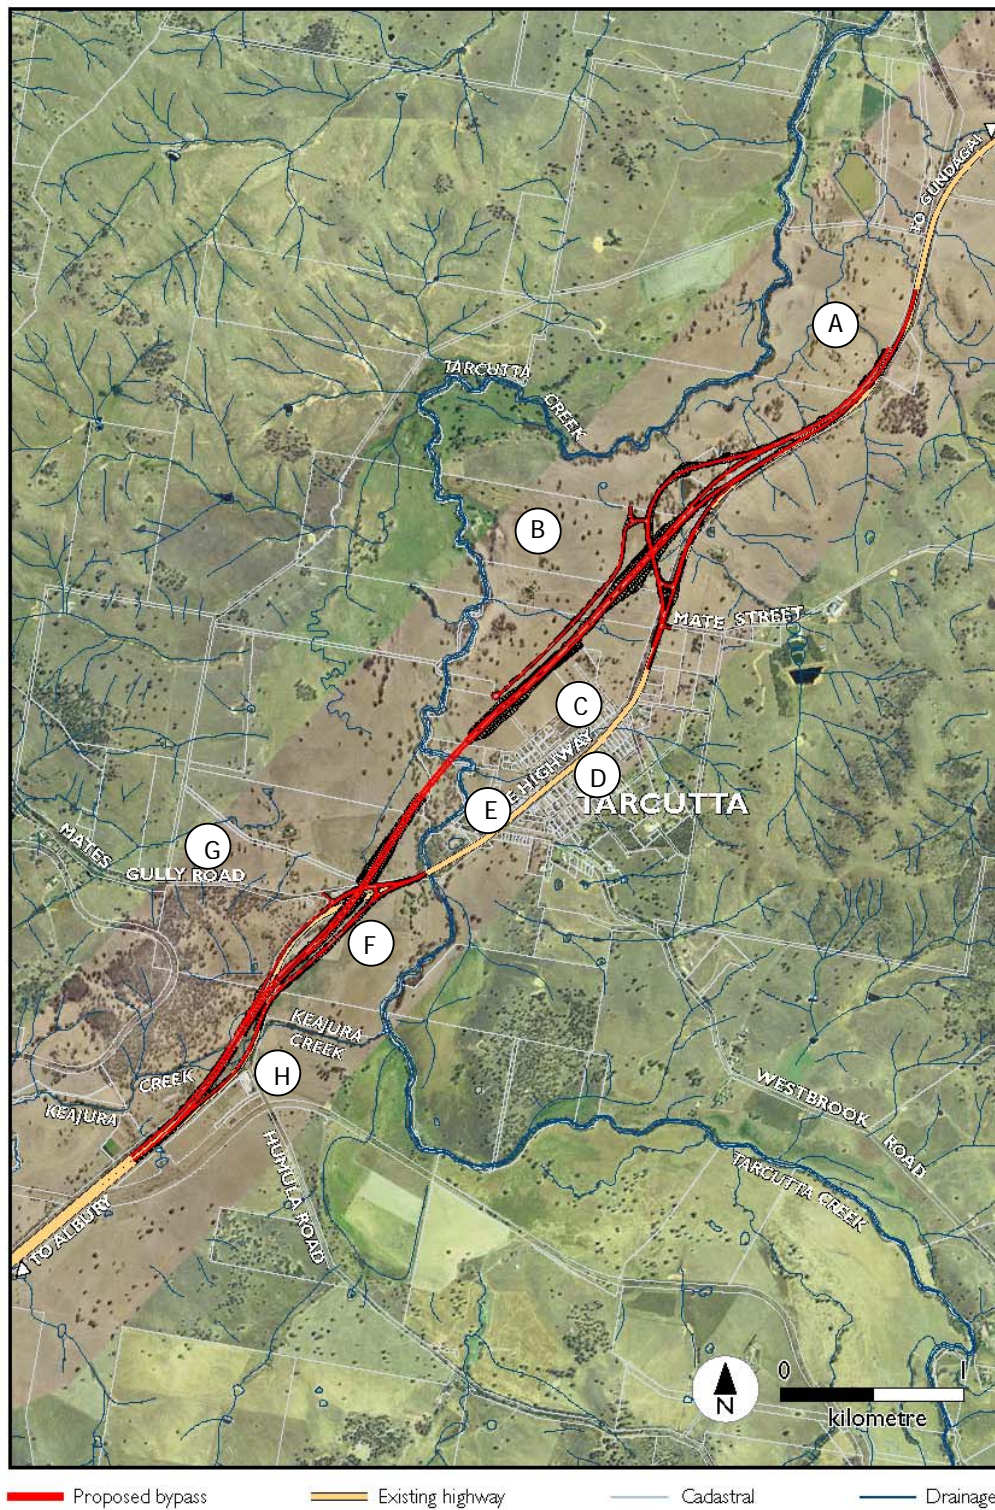 TO GUNDAGAI
A
TARCUTTA
CREEK
B
MATE STREET
C
E HIGHWAY
D
E
TARCUTTA
MATES
G
GULLY ROAD
F
KEAJURA
CREEK
H
CREEK
KEAJURA
WESTBROOK
ROAD
HUMULA ROAD
TARCUTTA CREEK
TO ALBURY
0
1
N
kilometre
Proposed bypass
Existing highway
Cadastral
Drainage